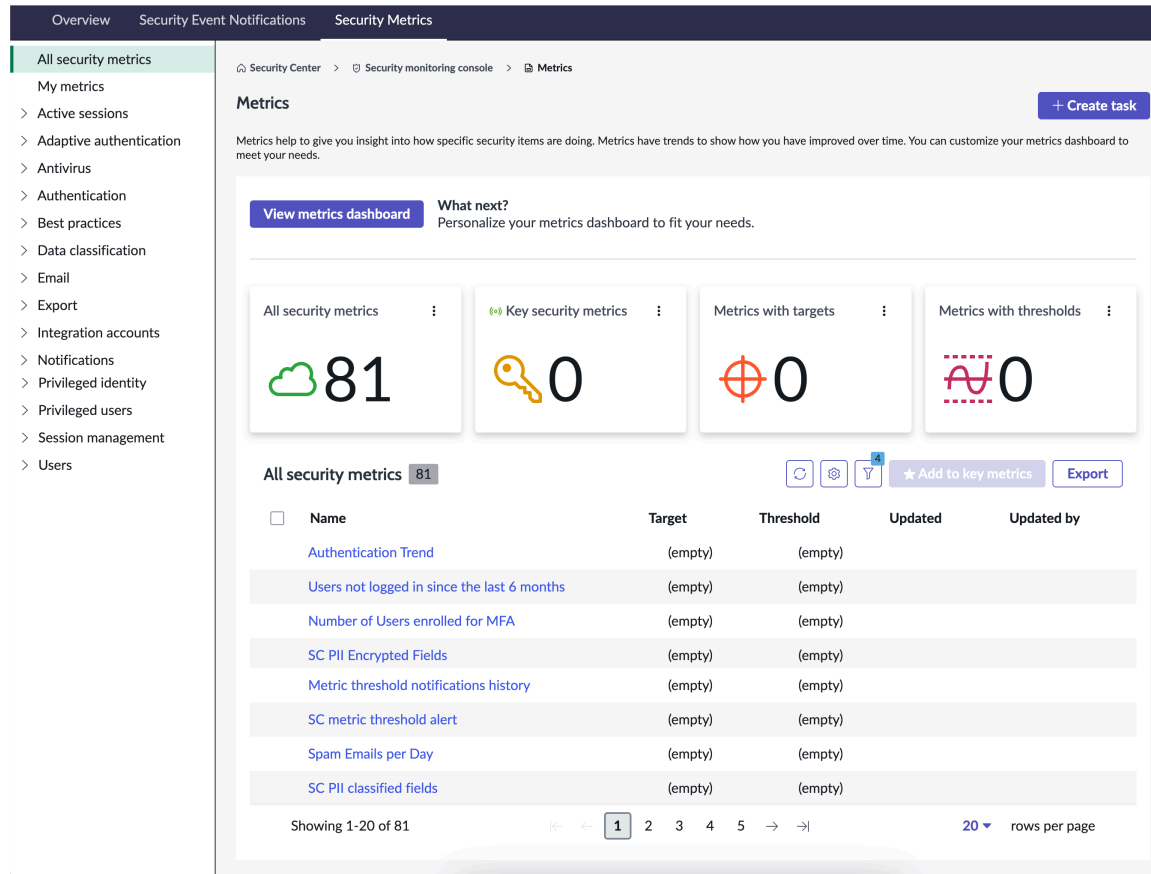 Overview Security Event Notifications Security Metrics
All security metrics
My metrics
Active sessions
Adaptive authentication
Antivirus
Authentication
Best practices
Data classification
Email
Export
Integration accounts
Notifications
Privileged identity
Privileged users
Session management
Users
Security Center > Security monitoring console > Metrics
Metrics
+ Create task
Metrics help to give you insight into how specific security items are doing. Metrics have trends to show how you have improved over time. You can customize your metrics dashboard to
meet your needs.
View metrics dashboard
What next?
Personalize your metrics dashboard to fit your needs.
All security metrics
81
Key security metrics
0
Metrics with targets
0
Metrics with thresholds
0
All security metrics 81
4
Add to key metrics
Export
Name Target Threshold Updated Updated by
Authentication Trend (empty) (empty)
Users not logged in since the last 6 months (empty) (empty)
Number of Users enrolled for MFA (empty) (empty)
SC PII Encrypted Fields (empty) (empty)
Metric threshold notifications history (empty) (empty)
SC metric threshold alert (empty) (empty)
Spam Emails per Day (empty) (empty)
SC PII classified fields (empty) (empty)
Showing 1-20 of 81 1 2 3 4 5 20 rows per page